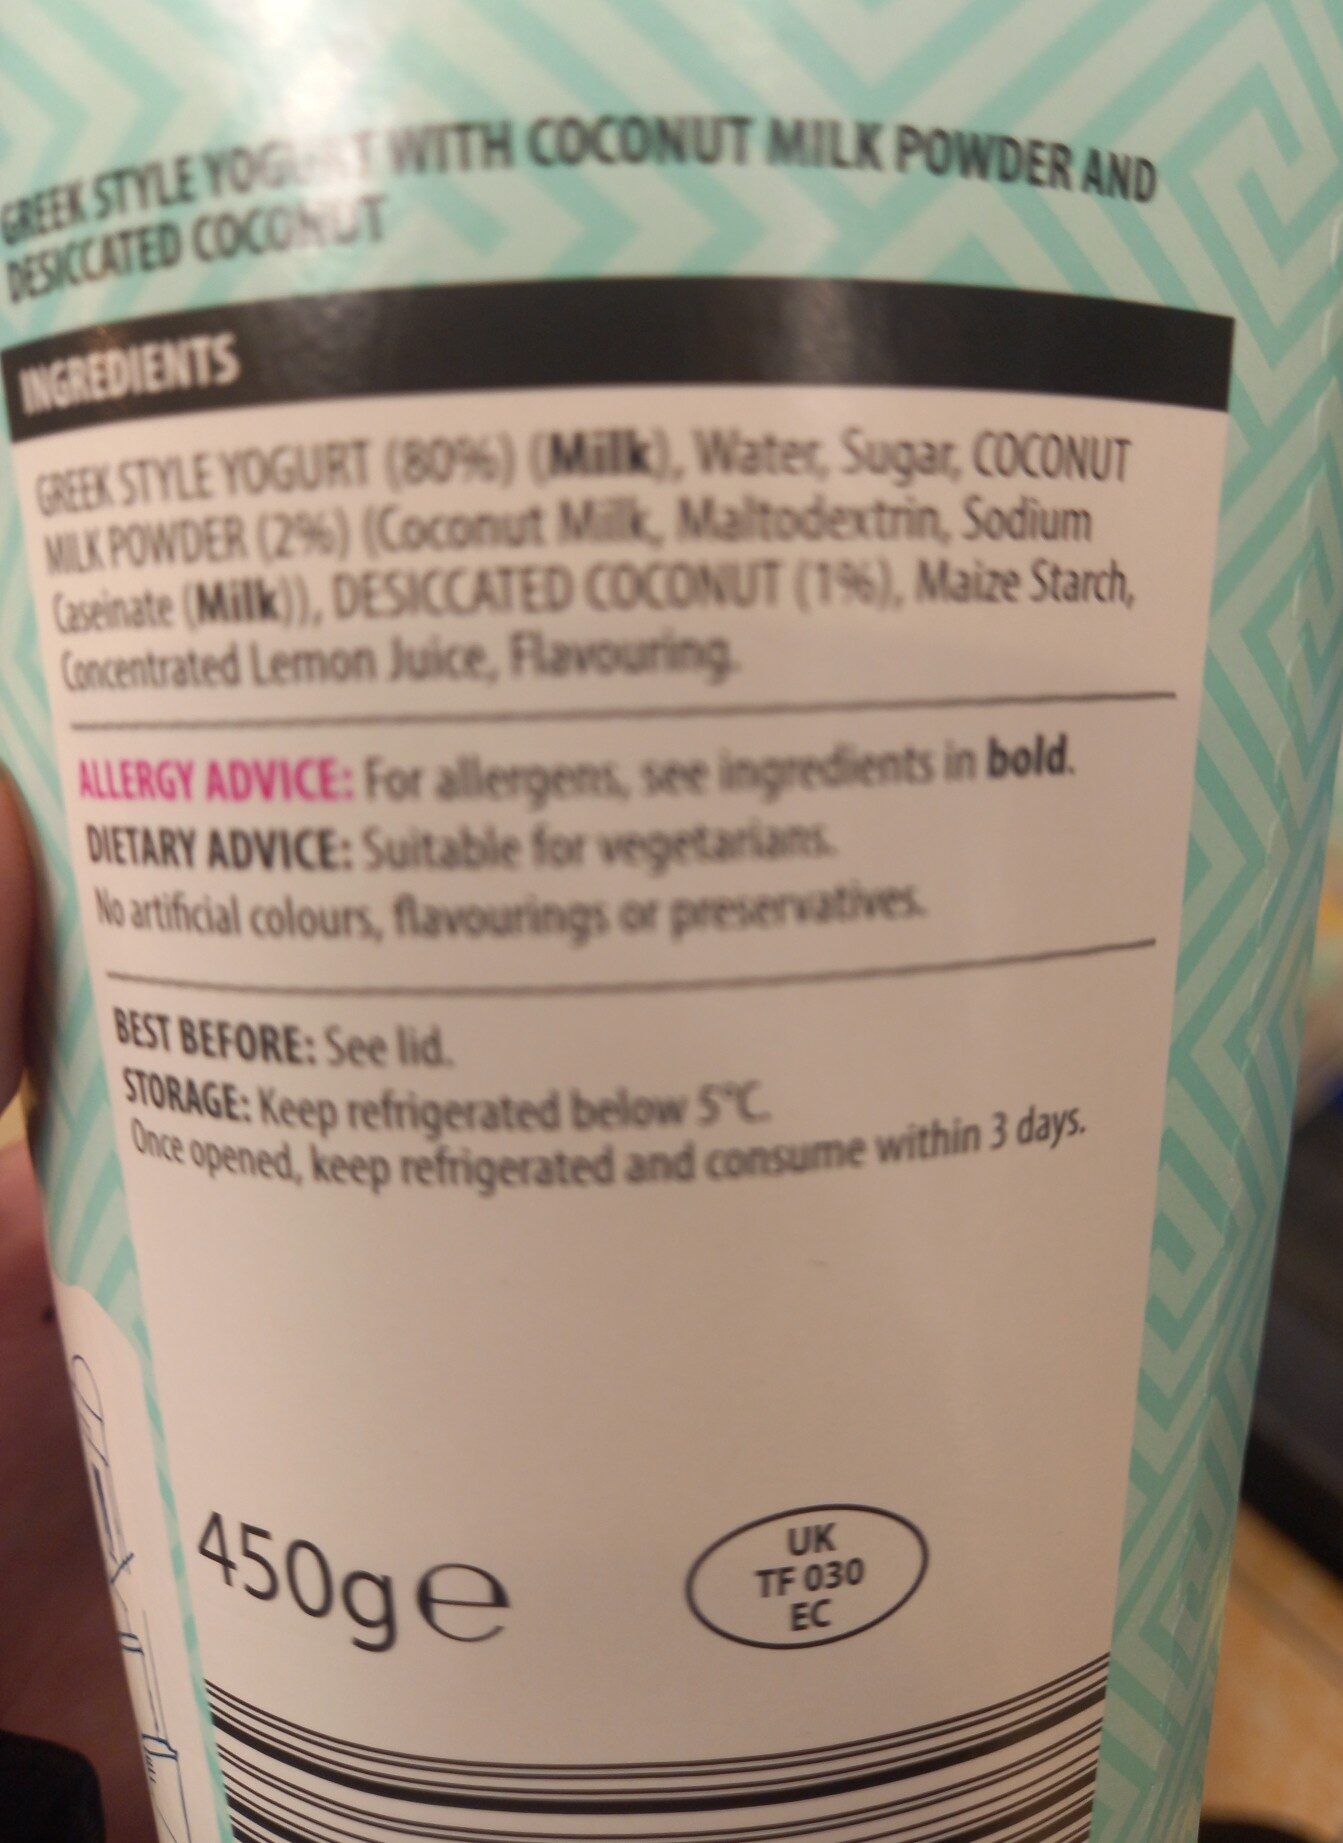 GREEK STYLE YOGURT WITH COCONUT MILK POWDER AND
DESICCATED COCONUT
INGREDIENTS
GREEK STYLE YOGURT (80%) (Milk), Water, Sugar, COCONUT
MILK POWDER (2%) (Coconut Milk, Maltodextrin, Sodium
Caseinate (Milk)), DESICCATED COCONUT (1%), Maize Starch,
Concentrated Lemon Juice, Flavouring.
ALLERGY ADVICE: For allergens, see ingredients in bold.
DIETARY ADVICE: Suitable for vegetarians.
No artificial colours, flavourings or preservatives.
BEST BEFORE: See lid.
STORAGE: Keep refrigerated below 5°C.
Once opened, keep refrigerated and consume within 3 days.
450g e
UK
TF 030
EC